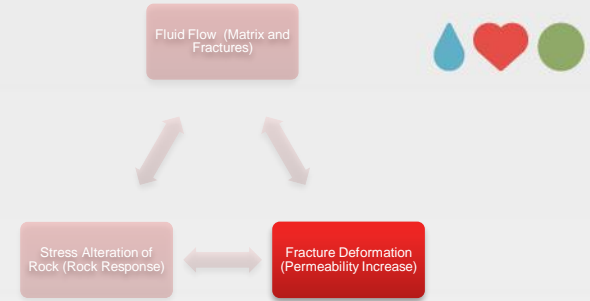 Fluid Flow (Matrix and
Fractures)
Stress Alteration of
Rock (Rock Response)
Fracture Deformation
(Permeability Increase)